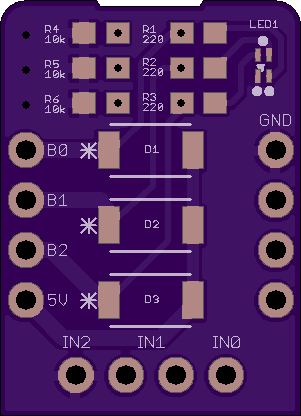 LED1
R4 10k R1 220
R5 10k R2 220
R6 10k R3 220
GND
B0 D1
B1
D2
B2
5V D3
IN2 IN1 IN0